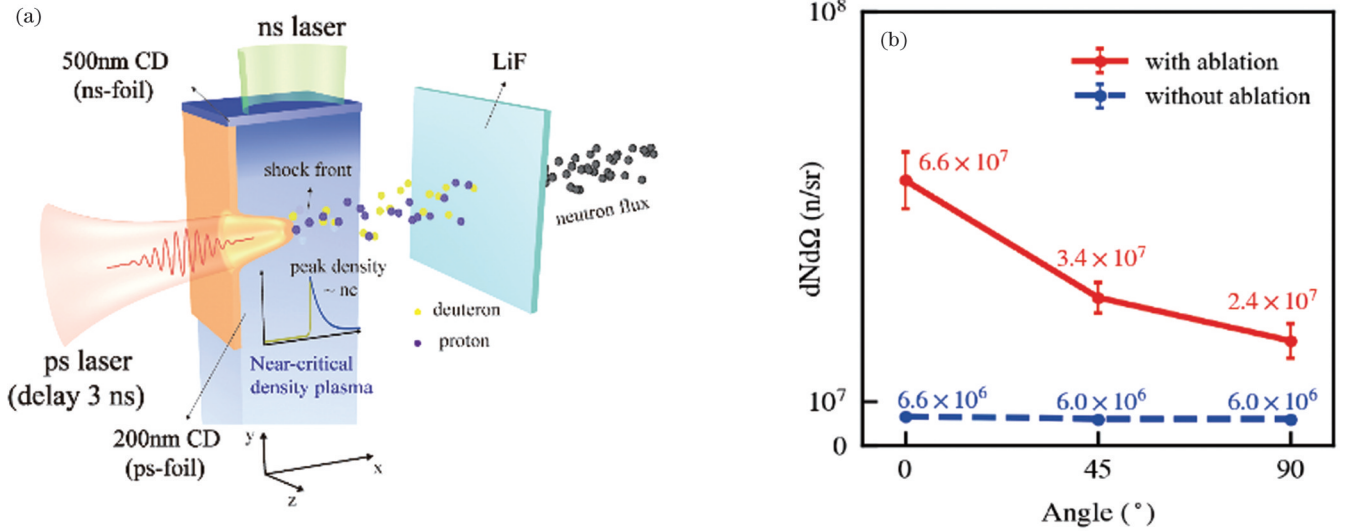 (a)
ns laser
500nm CD
(ns-foil)
LiF
shock front
neutron flux
peak density
~ nc
deuteron
proton
Near-critical
density plasma
ps laser
(delay 3 ns)
200nm CD
(ps-foil)
y
x
z
(b)
10⁸
with ablation
without ablation
dNdΩ (n/sr)
6.6 × 10⁷
3.4 × 10⁷
2.4 × 10⁷
10⁷
6.6 × 10⁶
6.0 × 10⁶
6.0 × 10⁶
0
0
45
90
Angle (°)